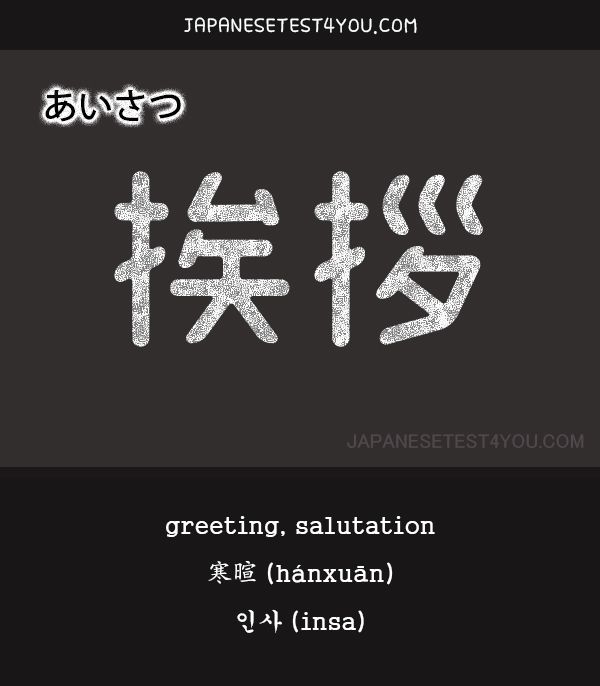 JAPANESETEST4YOU.COM
あいさつ
挨拶
JAPANESETEST4YOU.COM
greeting, salutation
寒暄 (hánxuān)
인사 (insa)